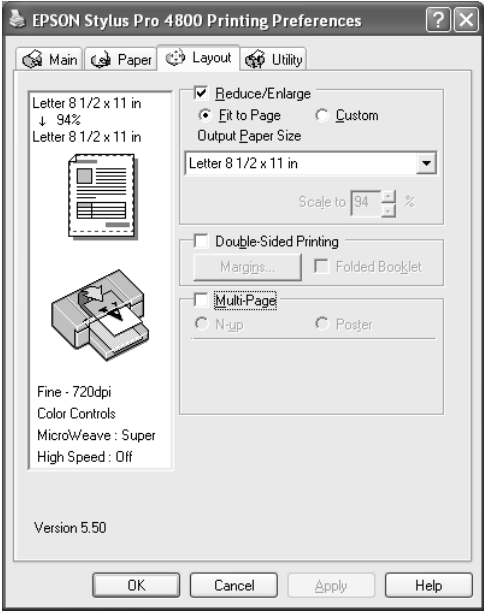 EPSON Stylus Pro 4800 Printing Preferences
Main Paper Layout Utility
Letter 8 1/2 x 11 in
↓ 94%
Letter 8 1/2 x 11 in
Fine - 720dpi
Color Controls
MicroWeave : Super
High Speed : Off
Version 5.50
Reduce/Enlarge
Fit to Page Custom
Output Paper Size
Letter 8 1/2 x 11 in
Scale to 94 %
Double-Sided Printing
Margins... Folded Booklet
Multi-Page
N-up Poster
OK Cancel Apply Help